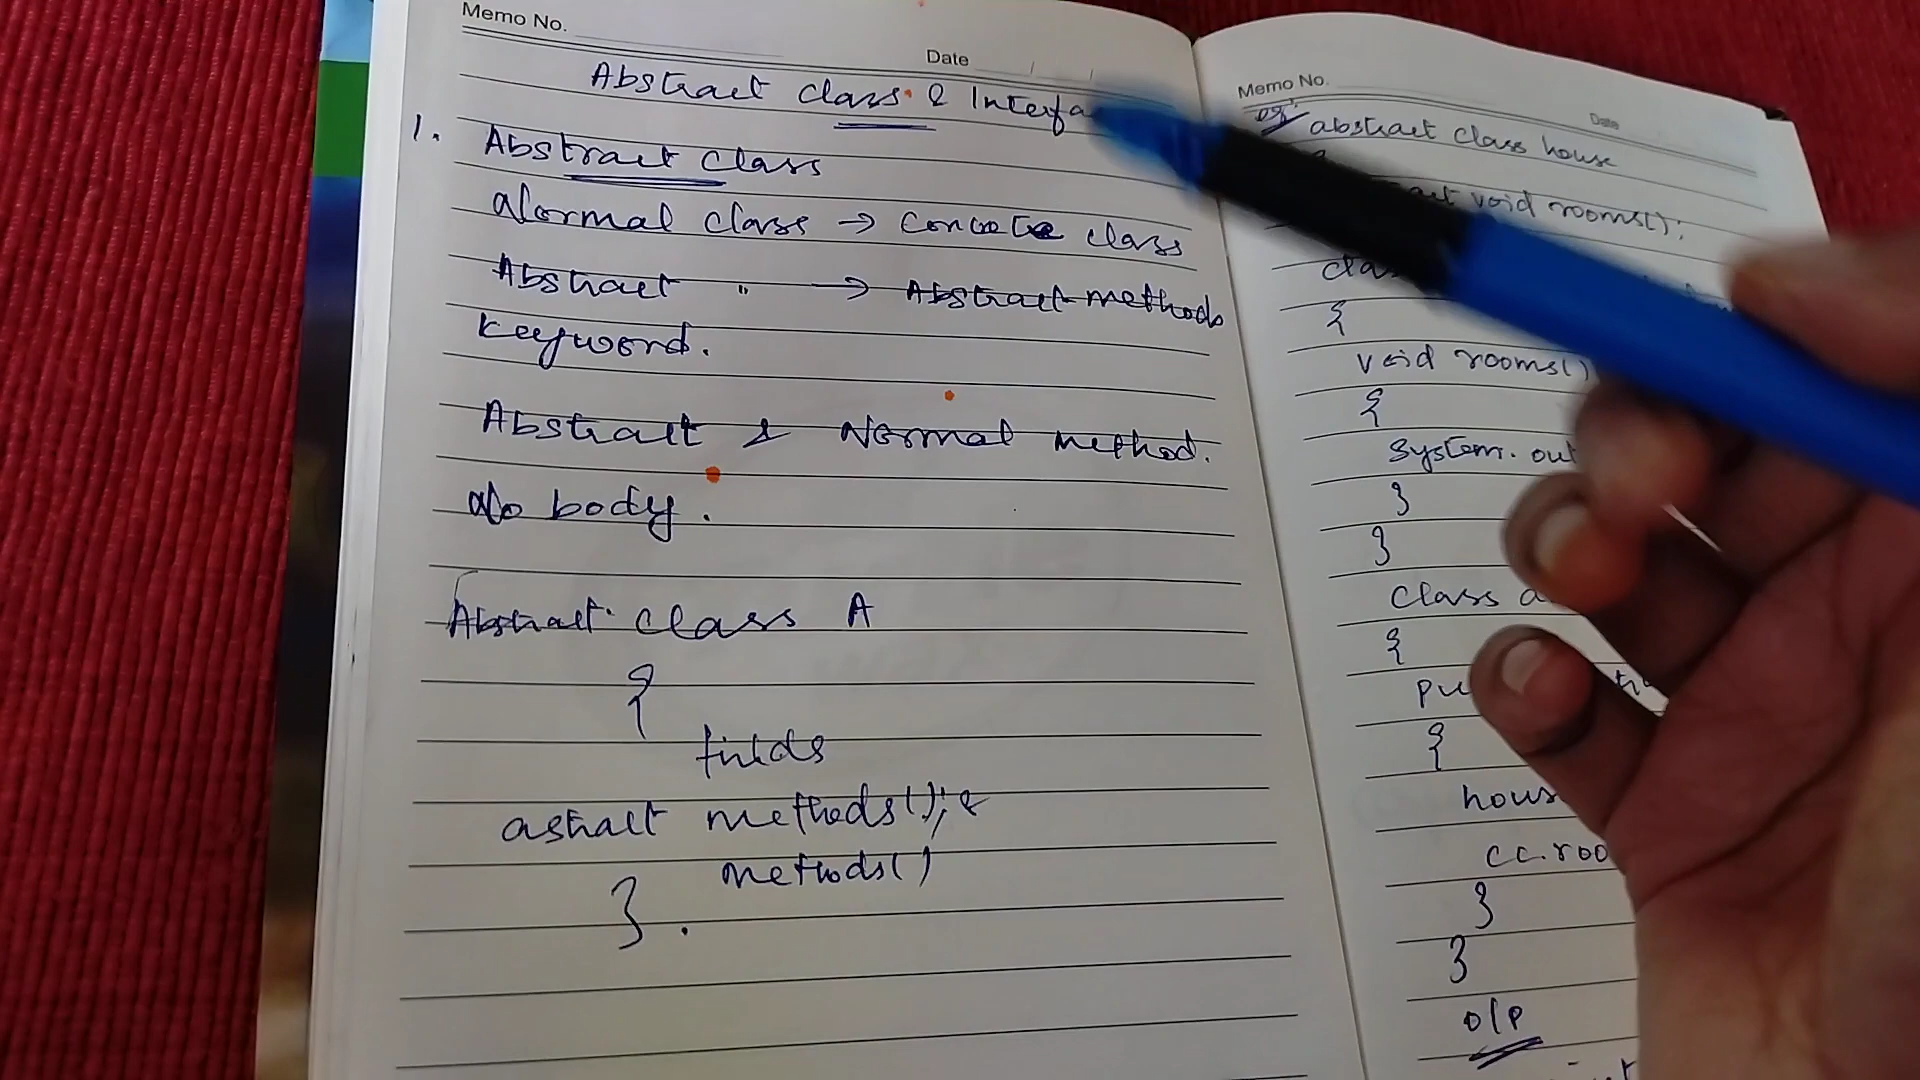 Memo No.
Date
Abstract class & Interfa
1. Abstract class
Normal class → Concrete class
Abstract " → Abstract methods
keyword.
Abstract & Normal method.
No body.
Abstract class A
{
fields
astract methods(); &
methods()
}.
Memo No.
Date
abstract class house
void rooms();
{
void rooms()
{
System.out
}
}
class
{
{
cc.roo
}
}
o/p